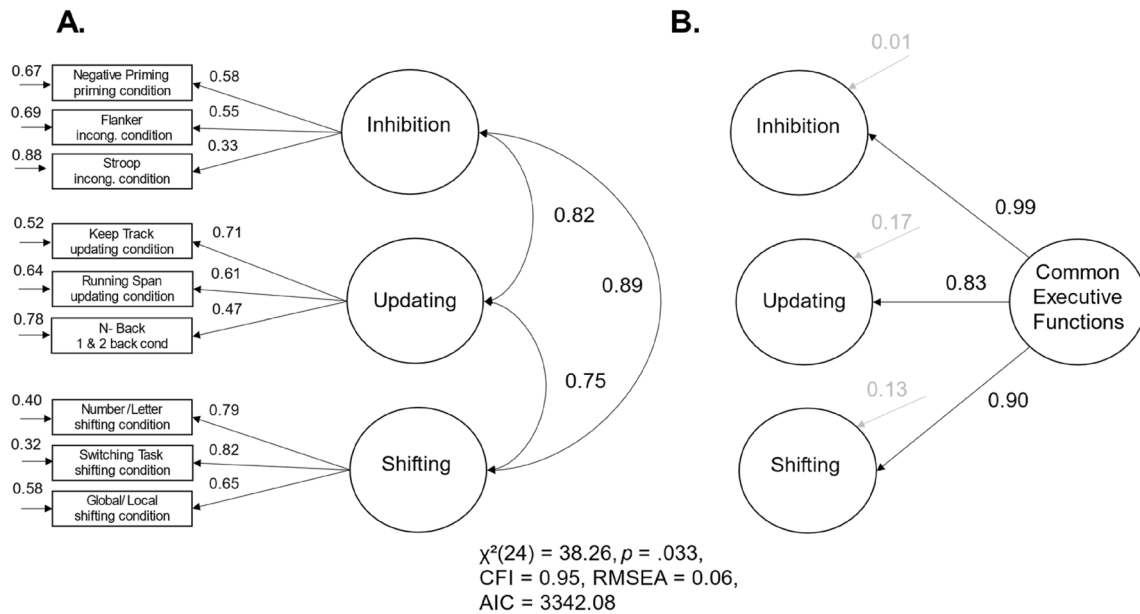 A.
0.67
Negative Priming
priming condition
0.58
0.69
Flanker
incong. condition
0.55
0.88
Stroop
incong. condition
0.33
Inhibition
0.52
Keep Track
updating condition
0.71
0.64
Running Span
updating condition
0.61
0.78
N- Back
1 & 2 back cond
0.47
Updating
0.40
Number/Letter
shifting condition
0.79
0.32
Switching Task
shifting condition
0.82
0.58
Global/Local
shifting condition
0.65
Shifting
0.82
0.89
0.75
B.
0.01
Inhibition
0.99
0.17
Updating
0.83
0.13
Shifting
0.90
Common
Executive
Functions
χ²(24) = 38.26, p = .033,
CFI = 0.95, RMSEA = 0.06,
AIC = 3342.08